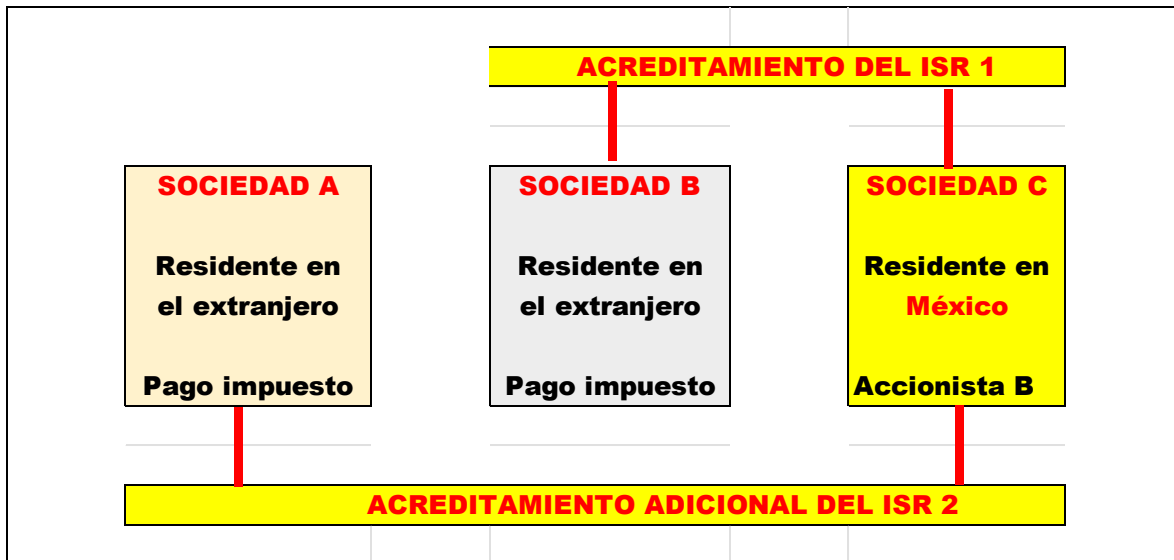 ACREDITAMIENTO DEL ISR 1
SOCIEDAD A
Residente en
el extranjero
Pago impuesto
SOCIEDAD B
Residente en
el extranjero
Pago impuesto
SOCIEDAD C
Residente en
México
Accionista B
ACREDITAMIENTO ADICIONAL DEL ISR 2